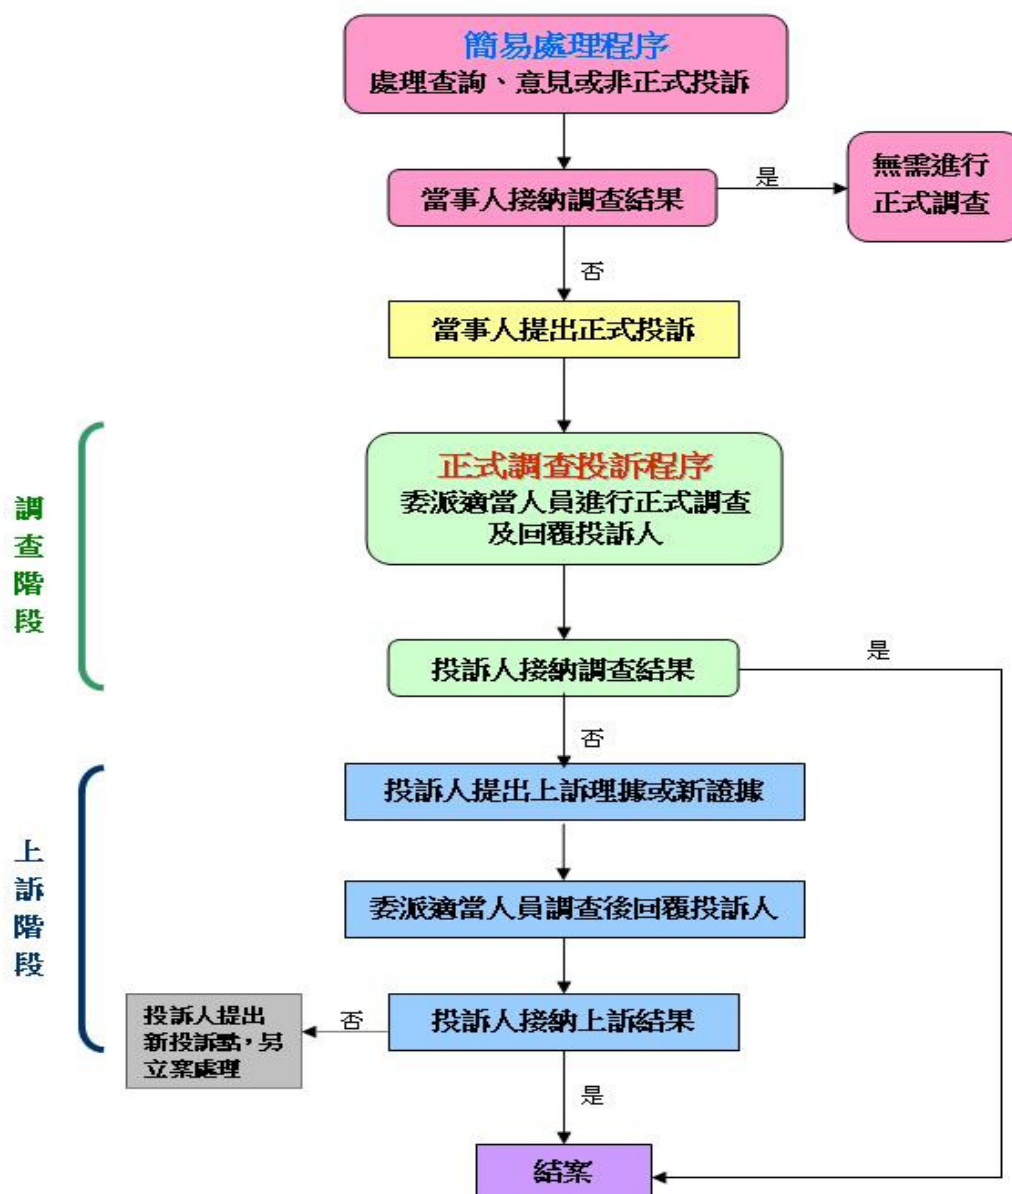 簡易處理程序
處理查詢、意見或非正式投訴
當事人接納調查結果
是
無需進行
正式調查
否
當事人提出正式投訴
調查階段
正式調查投訴程序
委派適當人員進行正式調查
及回覆投訴人
投訴人接納調查結果
是
否
上訴階段
投訴人提出上訴理據或新證據
委派適當人員調查後回覆投訴人
投訴人接納上訴結果
否
投訴人提出
新投訴點，另
立案處理
是
結案